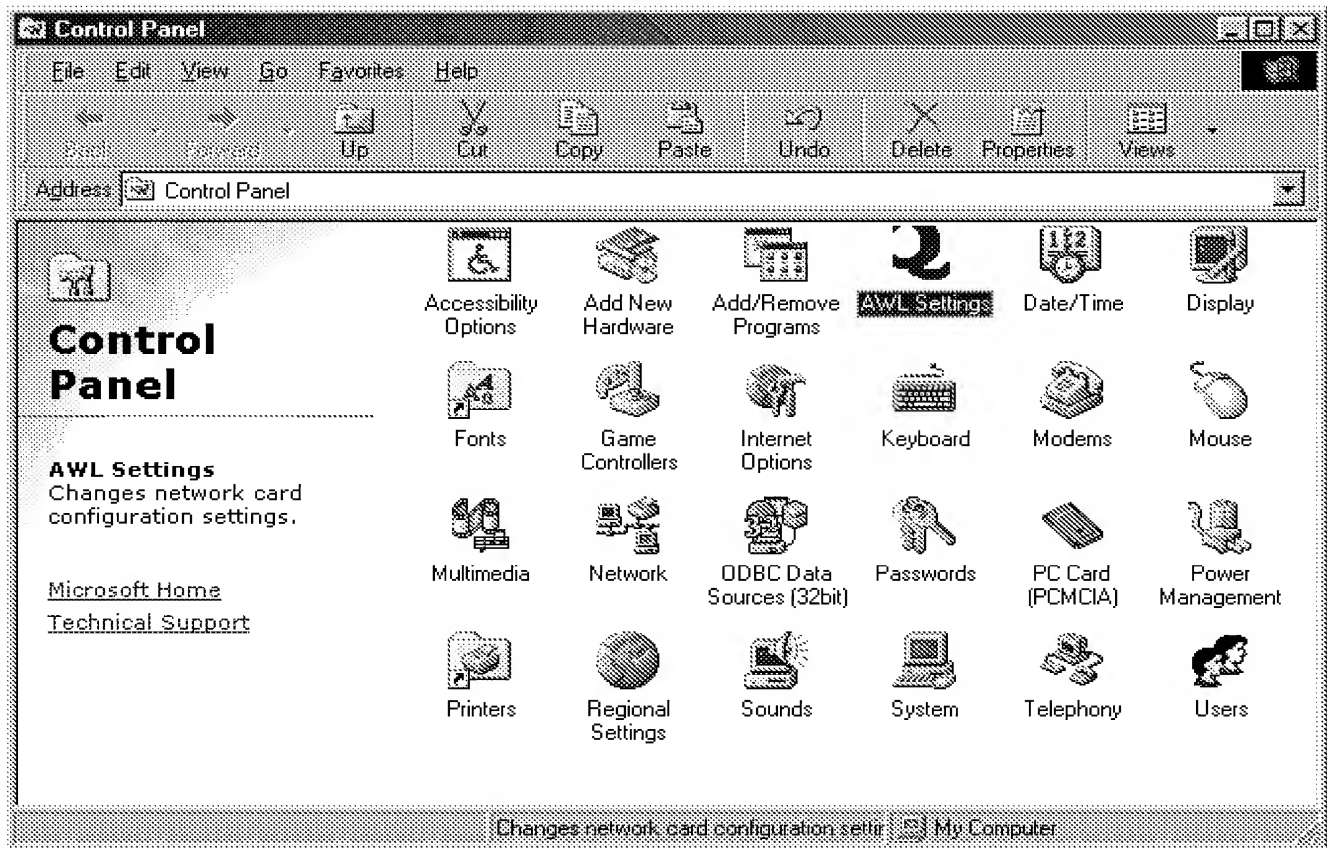 Control Panel
File Edit View Go Favorites Help
Back Forward Up Cut Copy Paste Undo Delete Properties Views
Address Control Panel
Control
Panel
AWL Settings
Changes network card
configuration settings.
Microsoft Home
Technical Support
Accessibility Options
Add New Hardware
Add/Remove Programs
AWL Settings
Date/Time
Display
Fonts
Game Controllers
Internet Options
Keyboard
Modems
Mouse
Multimedia
Network
ODBC Data Sources (32bit)
Passwords
PC Card (PCMCIA)
Power Management
Printers
Regional Settings
Sounds
System
Telephony
Users
Changes network card configuration settir My Computer